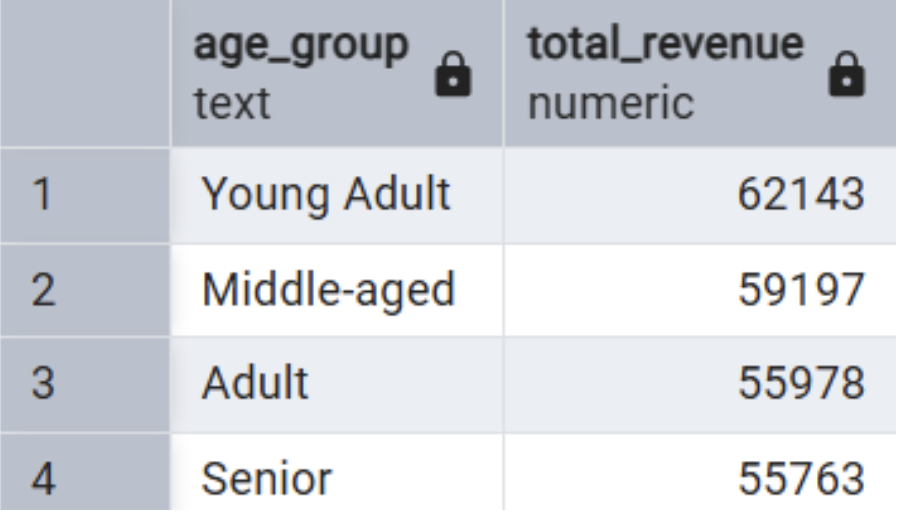 age_group total_revenue
text numeric
1 Young Adult 62143
2 Middle-aged 59197
3 Adult 55978
4 Senior 55763